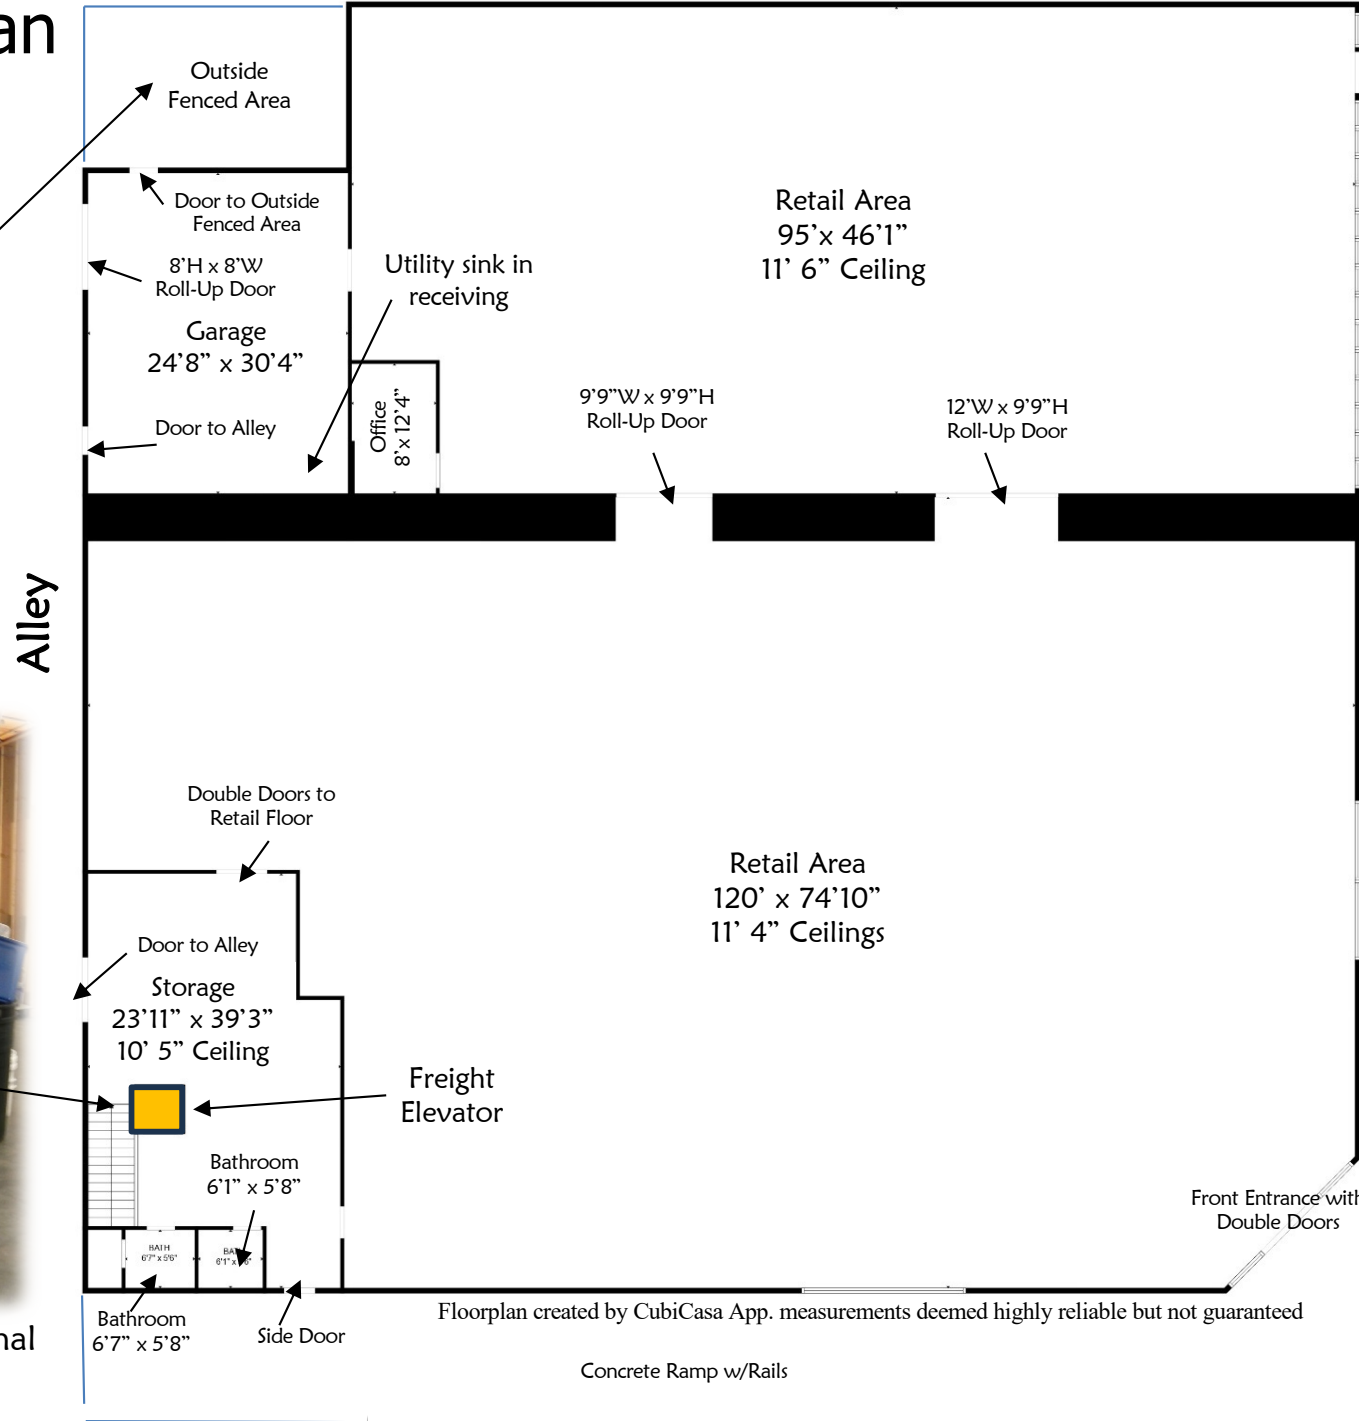 an
Outside
Fenced Area
Door to Outside
Fenced Area
8'H x 8'W
Roll-Up Door
Garage
24'8" x 30'4"
Door to Alley
Utility sink in
receiving
Office
8'x 12'4"
Retail Area
95'x 46'1"
11' 6" Ceiling
9'9"W x 9'9"H
Roll-Up Door
12'W x 9'9"H
Roll-Up Door
Alley
Double Doors to
Retail Floor
Door to Alley
Storage
23'11" x 39'3"
10' 5" Ceiling
Retail Area
120' x 74'10"
11' 4" Ceilings
Freight
Elevator
Bathroom
6'1" x 5'8"
BATH
6'7" x 5'6"
Front Entrance with
Double Doors
Bathroom
6'7" x 5'8"
Side Door
nal
Floorplan created by CubiCasa App. measurements deemed highly reliable but not guaranteed
Concrete Ramp w/Rails